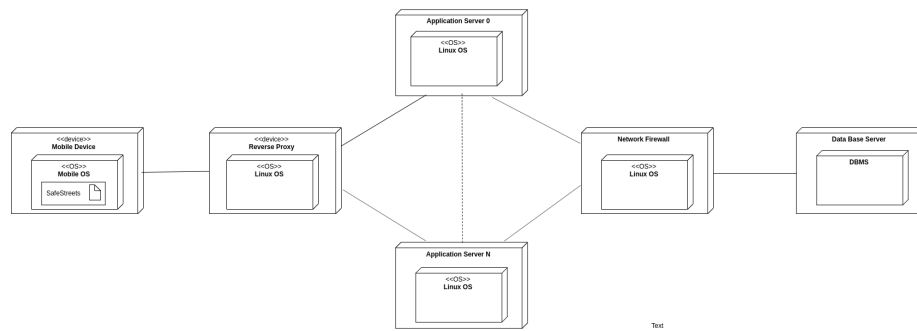 Application Server 0
<<OS>>
Linux OS
<<device>>
Mobile Device
<<OS>>
Mobile OS
SafeStreets
<<device>>
Reverse Proxy
<<OS>>
Linux OS
Network Firewall
<<OS>>
Linux OS
Data Base Server
DBMS
Application Server N
<<OS>>
Linux OS
Text